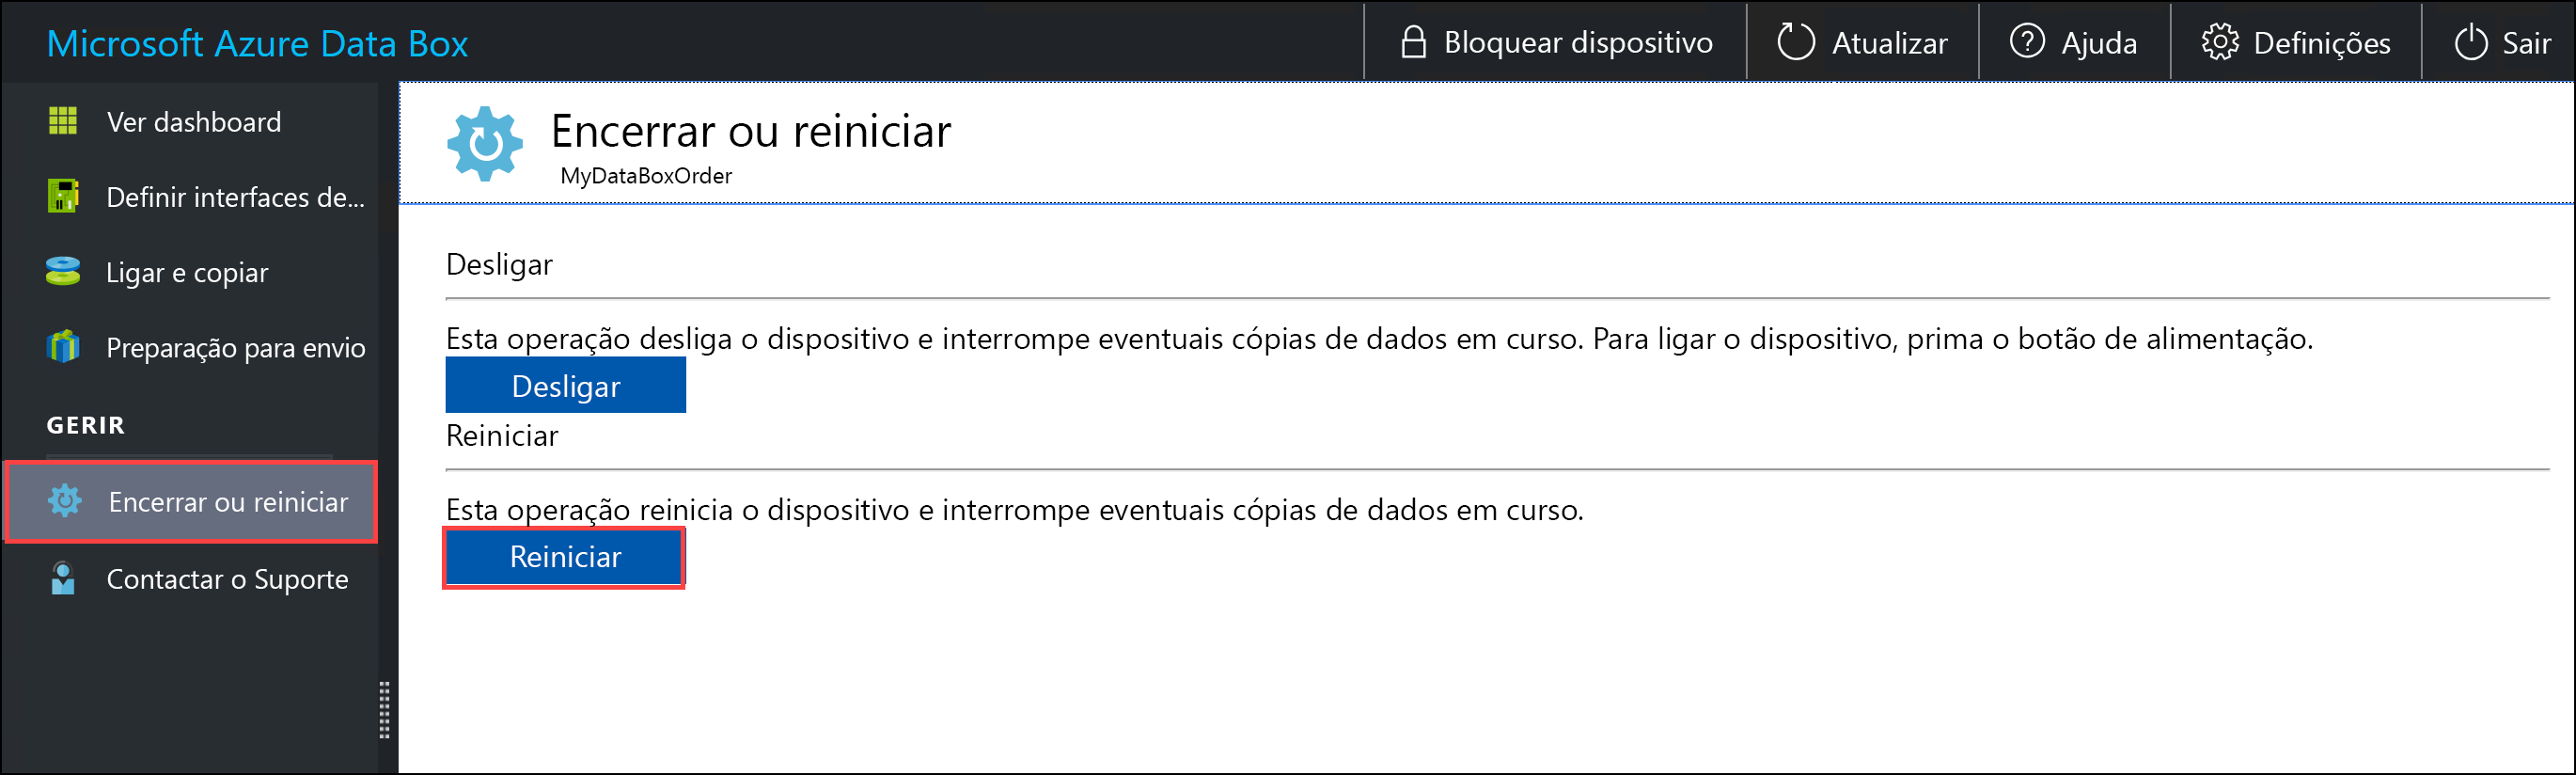 Microsoft Azure Data Box
Bloquear dispositivo
Atualizar
Ajuda
Definições
Sair
Ver dashboard
Definir interfaces de...
Ligar e copiar
Preparação para envio
GERIR
Encerrar ou reiniciar
Contactar o Suporte
Encerrar ou reiniciar
MyDataBoxOrder
Desligar
Esta operação desliga o dispositivo e interrompe eventuais cópias de dados em curso. Para ligar o dispositivo, prima o botão de alimentação.
Desligar
Reiniciar
Esta operação reinicia o dispositivo e interrompe eventuais cópias de dados em curso.
Reiniciar